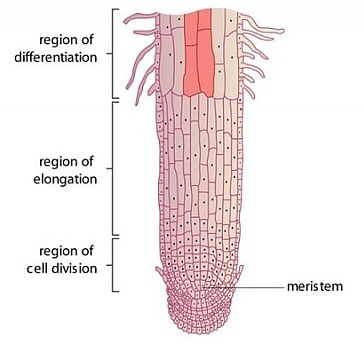 region of
differentiation
region of
elongation
region of
cell division
meristem